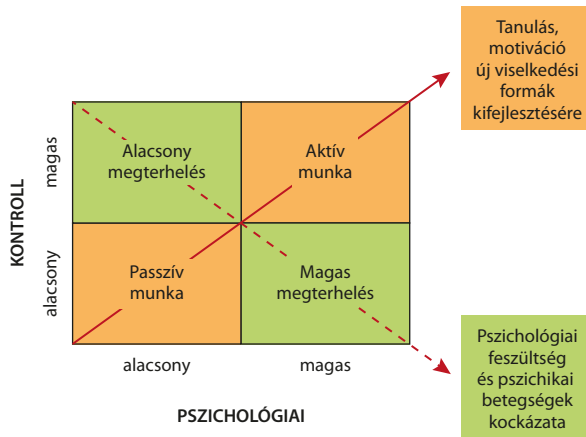 Tanulás,
motiváció
új viselkedési
formák
kifejlesztésére
KONTROLL
magas
alacsony
Alacsony
megterhelés
Aktív
munka
Passzív
munka
Magas
megterhelés
alacsony
magas
PSZICHOLÓGIAI
Pszichológiai
feszültség
és pszichikai
betegségek
kockázata